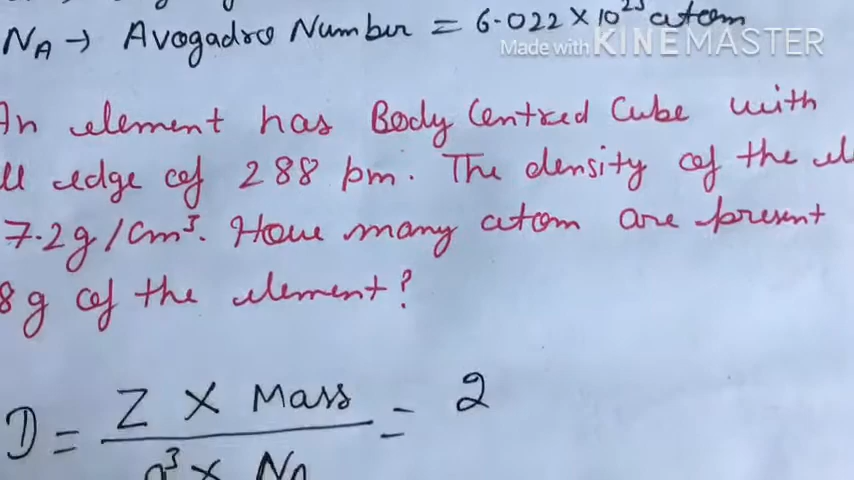 NA → Avogadro Number = 6.022 × 10²³ atom
Made with KINEMASTER
An element has Body Centred Cube with
edge of 288 pm. The density of the
7.2g/cm³. How many atom are present
8 g of the element?
D = Z × Mass / a³ × NA = 2